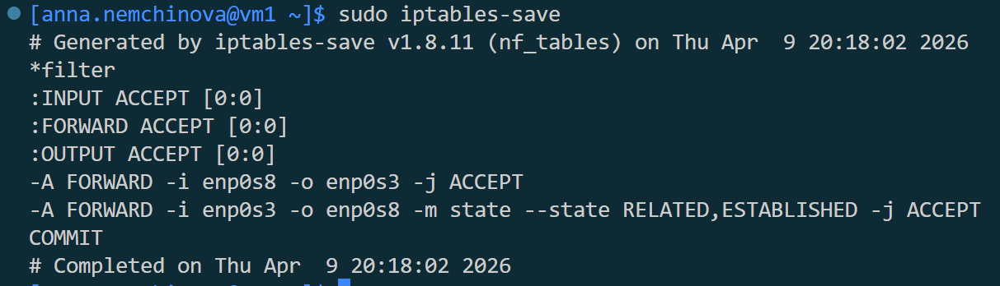 [anna.nemchinova@vm1 ~]$ sudo iptables-save
# Generated by iptables-save v1.8.11 (nf_tables) on Thu Apr  9 20:18:02 2026
*filter
:INPUT ACCEPT [0:0]
:FORWARD ACCEPT [0:0]
:OUTPUT ACCEPT [0:0]
-A FORWARD -i enp0s8 -o enp0s3 -j ACCEPT
-A FORWARD -i enp0s3 -o enp0s8 -m state --state RELATED,ESTABLISHED -j ACCEPT
COMMIT
# Completed on Thu Apr  9 20:18:02 2026